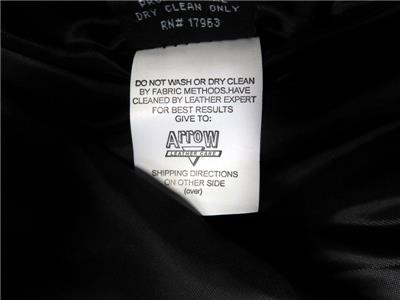 DRY CLEAN ONLY
RN# 17963
DO NOT WASH OR DRY CLEAN
BY FABRIC METHODS.HAVE
CLEANED BY LEATHER EXPERT
FOR BEST RESULTS
GIVE TO:
ArroW
LEATHER CARE
SHIPPING DIRECTIONS
ON OTHER SIDE
(over)